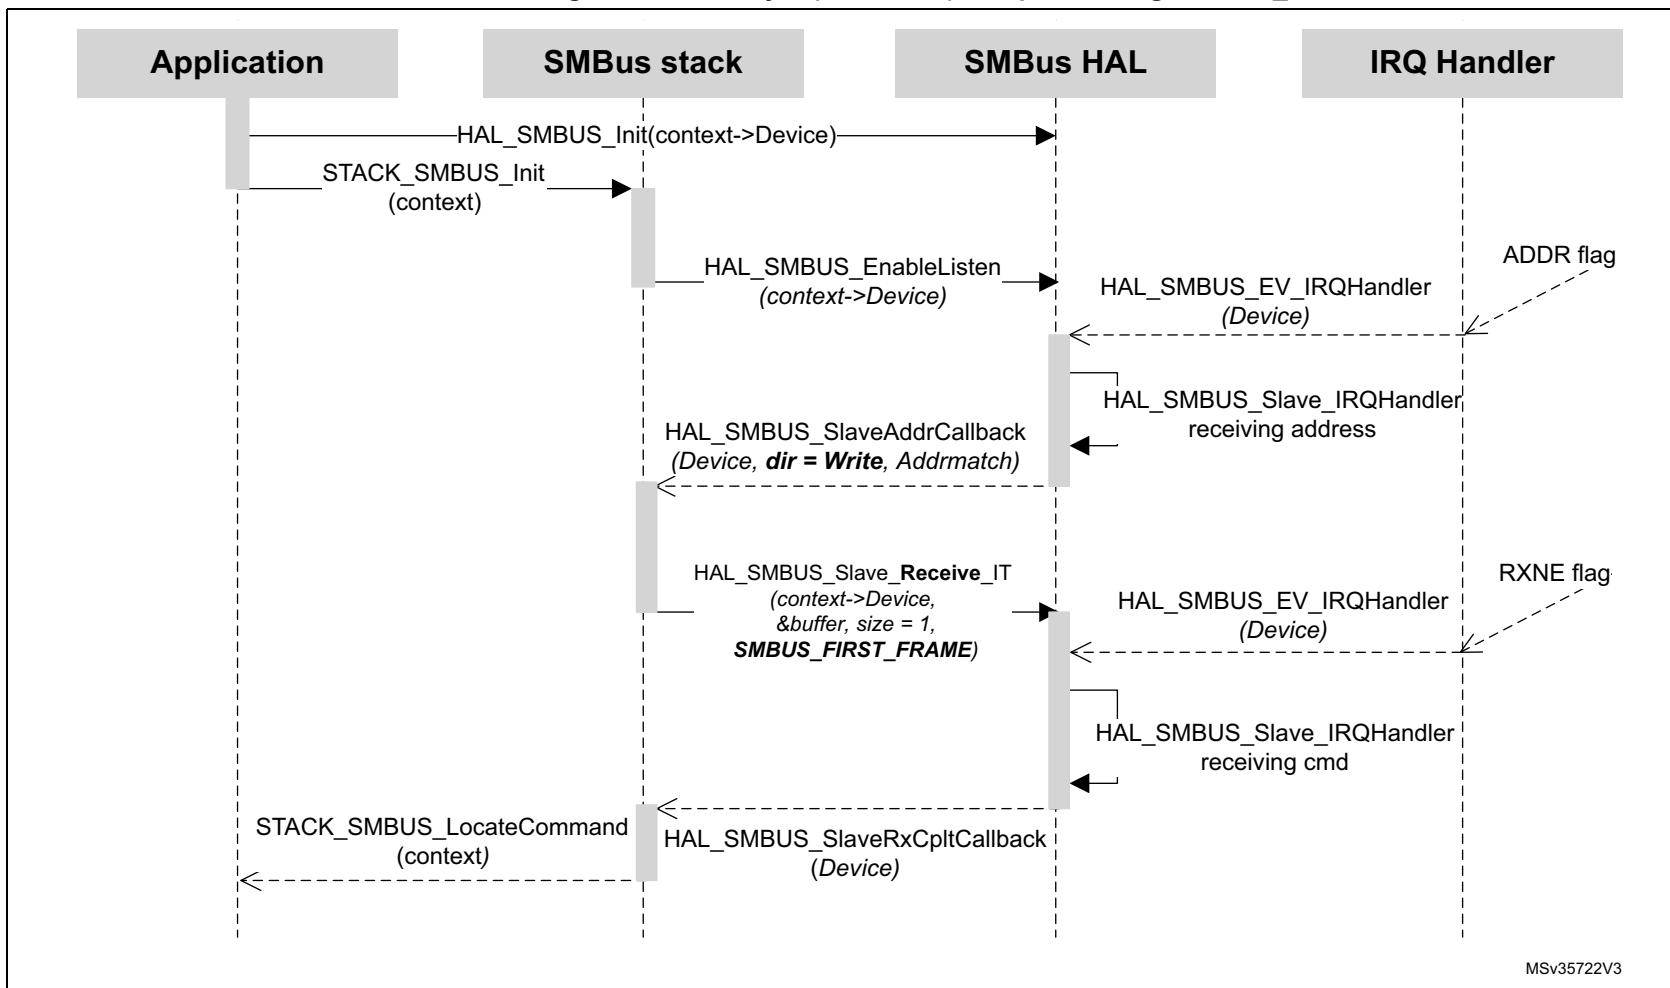 Application
SMBus stack
SMBus HAL
IRQ Handler
HAL_SMBUS_Init(context->Device)
STACK_SMBUS_Init
(context)
HAL_SMBUS_EnableListen
(context->Device)
ADDR flag
HAL_SMBUS_EV_IRQHandler
(Device)
HAL_SMBUS_Slave_IRQHandler
receiving address
HAL_SMBUS_SlaveAddrCallback
(Device, dir = Write, Addrmatch)
HAL_SMBUS_Slave_Receive_IT
(context->Device,
&buffer, size = 1,
SMBUS_FIRST_FRAME)
RXNE flag
HAL_SMBUS_EV_IRQHandler
(Device)
HAL_SMBUS_Slave_IRQHandler
receiving cmd
HAL_SMBUS_SlaveRxCpltCallback
(Device)
STACK_SMBUS_LocateCommand
(context)
MSv35722V3